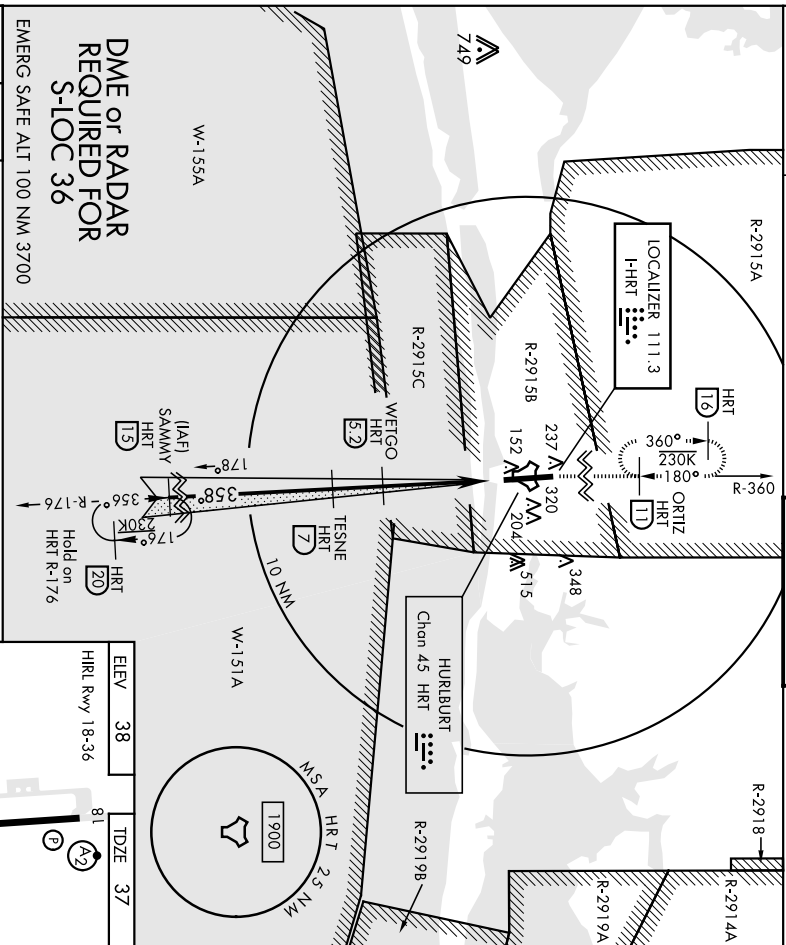 R-2915A
749
LOCALIZER 111.3
I-HRT
HRT
16
360°
230K
180°
R-360
ORTIZ
HRT
11
R-2918
W-155A
R-2915B
R-2915C
237
152
320
204
348
515
DME or RADAR
REQUIRED FOR
S-LOC 36
EMERG SAFE ALT 100 NM 3700
WETGO
HRT
5.2
TESNE
HRT
7
(IAF)
SAMMY
HRT
15
178°
358°
356°
R-176
176°
230K
HRT
20
Hold on
HRT R-176
10 NM
HURLBURT
Chan 45 HRT
W-151A
R-2919B
R-2919A
R-2914A
MSA HRT 25 NM
1900
ELEV 38
TDZE 37
HIRL Rwy 18-36
18
A2
P